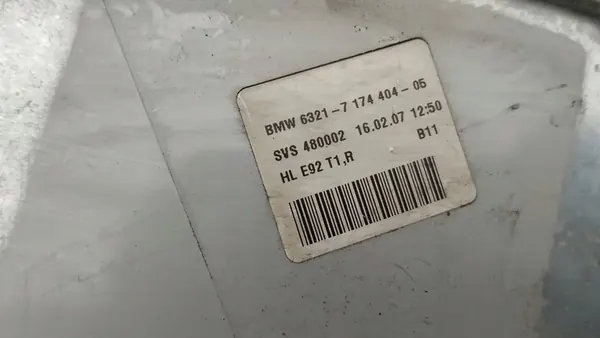 BMW 6321-7 174 404-05
SVS 480002 16.02.07 12:50
HL E92 T1,R B11